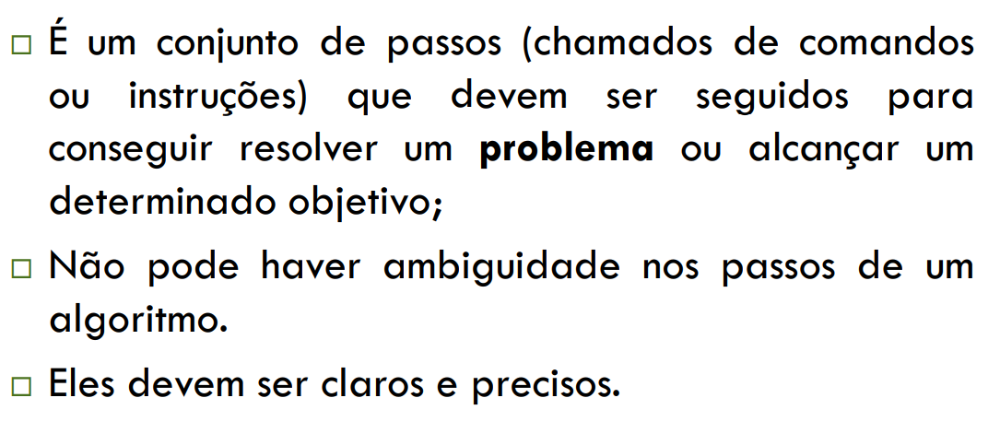 É um conjunto de passos (chamados de comandos
ou instruções) que devem ser seguidos para
conseguir resolver um problema ou alcançar um
determinado objetivo;
Não pode haver ambiguidade nos passos de um
algoritmo.
Eles devem ser claros e precisos.